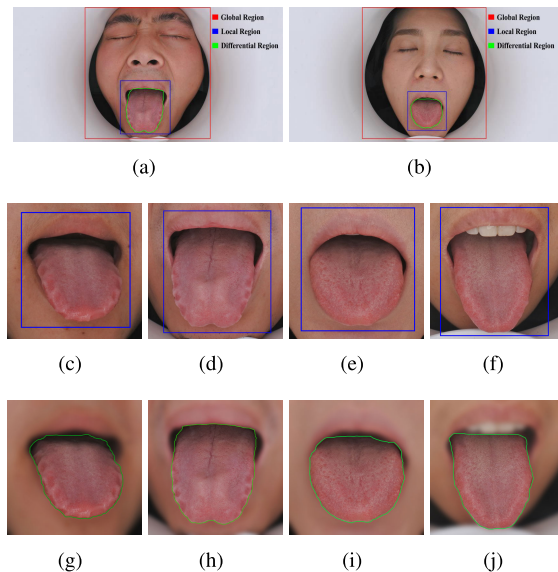 Global Region
Local Region
Differential Region
Global Region
Local Region
Differential Region
(a)
(b)
(c)
(d)
(e)
(f)
(g)
(h)
(i)
(j)